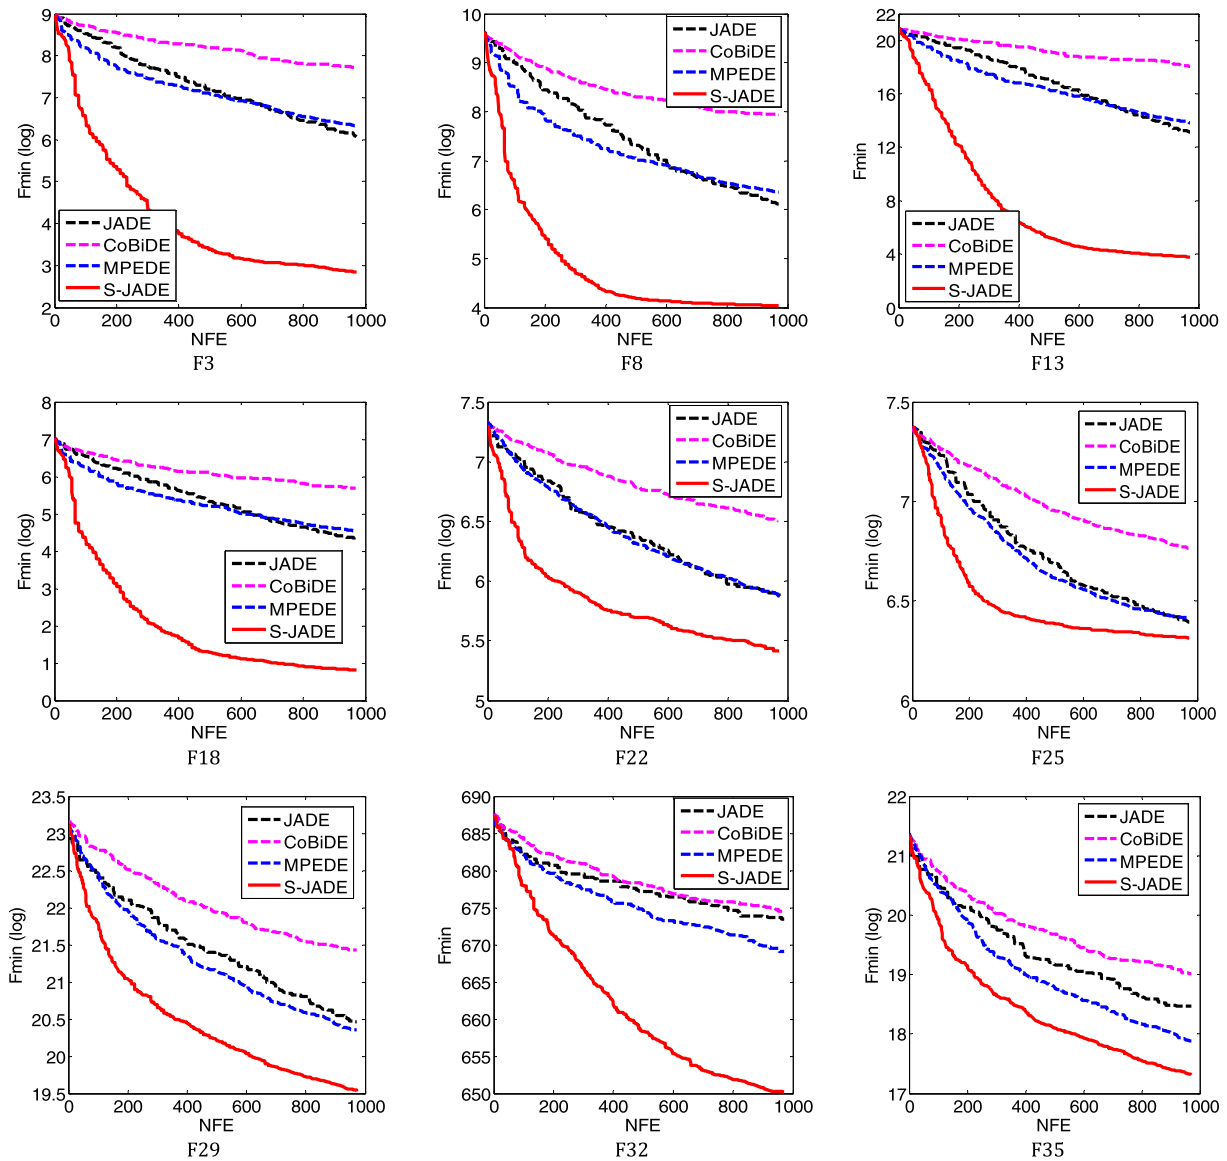 9
8
7
6
5
4
3
2
Fmin (log)
JADE
CoBiDE
MPEDE
S-JADE
0 200 400 600 800 1000
NFE
F3
10
9
8
7
6
5
4
Fmin (log)
JADE
CoBiDE
MPEDE
S-JADE
0 200 400 600 800 1000
NFE
F8
22
20
16
12
8
4
0
Fmin
JADE
CoBiDE
MPEDE
S-JADE
0 200 400 600 800 1000
NFE
F13
8
7
6
5
4
3
2
1
0
Fmin (log)
JADE
CoBiDE
MPEDE
S-JADE
0 200 400 600 800 1000
NFE
F18
7.5
7
6.5
6
5.5
5
Fmin (log)
JADE
CoBiDE
MPEDE
S-JADE
0 200 400 600 800 1000
NFE
F22
7.5
7
6.5
6
Fmin (log)
JADE
CoBiDE
MPEDE
S-JADE
0 200 400 600 800 1000
NFE
F25
23.5
23
22.5
22
21.5
21
20.5
20
19.5
Fmin (log)
JADE
CoBiDE
MPEDE
S-JADE
0 200 400 600 800 1000
NFE
F29
690
685
680
675
670
665
660
655
650
Fmin
JADE
CoBiDE
MPEDE
S-JADE
0 200 400 600 800 1000
NFE
F32
22
21
20
19
18
17
Fmin (log)
JADE
CoBiDE
MPEDE
S-JADE
0 200 400 600 800 1000
NFE
F35